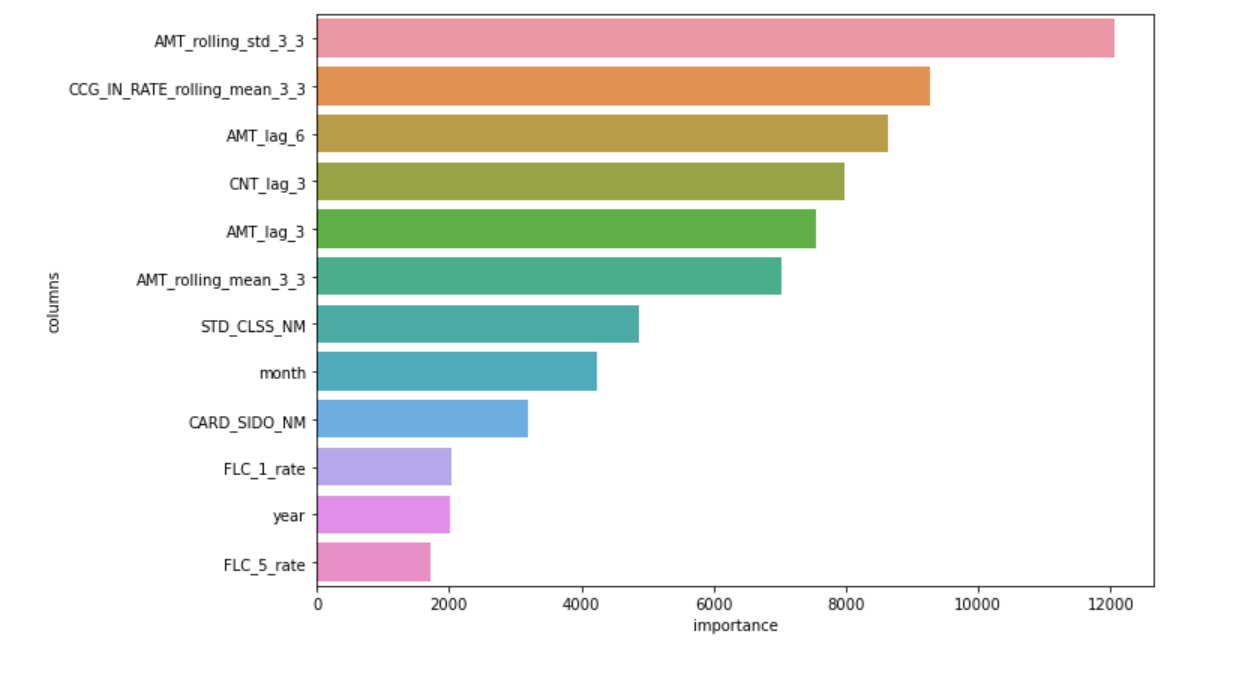 AMT_rolling_std_3_3
CCG_IN_RATE_rolling_mean_3_3
AMT_lag_6
CNT_lag_3
AMT_lag_3
AMT_rolling_mean_3_3
STD_CLSS_NM
month
CARD_SIDO_NM
FLC_1_rate
year
FLC_5_rate
columns
0 2000 4000 6000 8000 10000 12000
importance